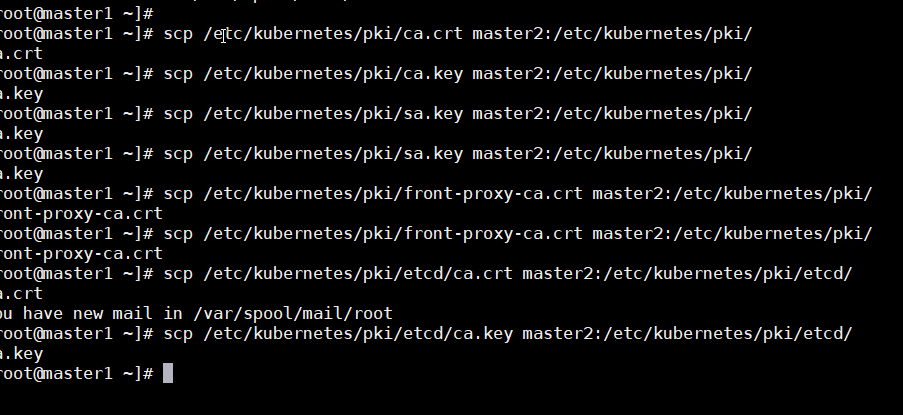 root@master1 ~]#
root@master1 ~]# scp /etc/kubernetes/pki/ca.crt master2:/etc/kubernetes/pki/
a.crt
root@master1 ~]# scp /etc/kubernetes/pki/ca.key master2:/etc/kubernetes/pki/
a.key
root@master1 ~]# scp /etc/kubernetes/pki/sa.key master2:/etc/kubernetes/pki/
a.key
root@master1 ~]# scp /etc/kubernetes/pki/sa.key master2:/etc/kubernetes/pki/
a.key
root@master1 ~]# scp /etc/kubernetes/pki/front-proxy-ca.crt master2:/etc/kubernetes/pki/
ront-proxy-ca.crt
root@master1 ~]# scp /etc/kubernetes/pki/front-proxy-ca.crt master2:/etc/kubernetes/pki/
ront-proxy-ca.crt
root@master1 ~]# scp /etc/kubernetes/pki/etcd/ca.crt master2:/etc/kubernetes/pki/etcd/
a.crt
ou have new mail in /var/spool/mail/root
root@master1 ~]# scp /etc/kubernetes/pki/etcd/ca.key master2:/etc/kubernetes/pki/etcd/
a.key
root@master1 ~]#